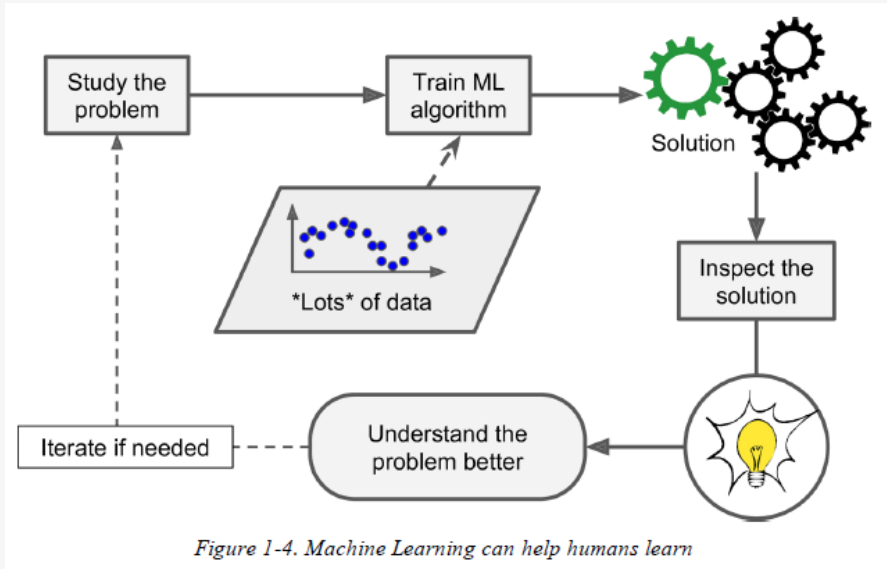 Study the
problem
Train ML
algorithm
Solution
*Lots* of data
Inspect the
solution
Understand the
problem better
Iterate if needed
Figure 1-4. Machine Learning can help humans learn